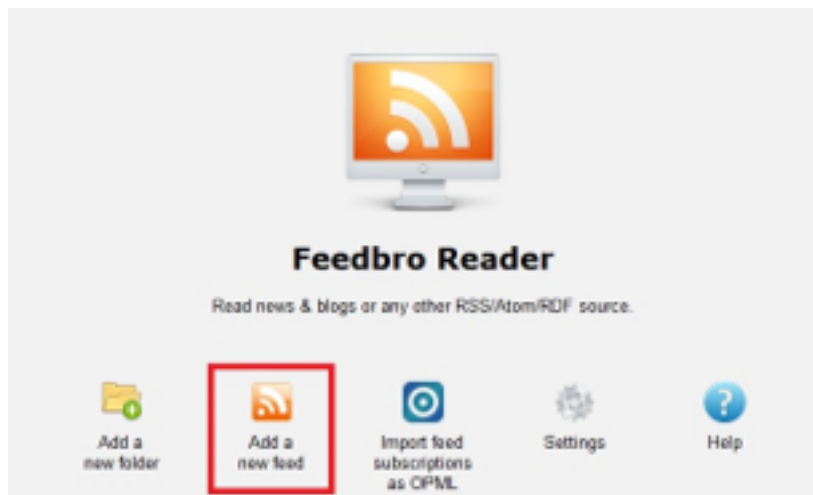 Feedbro Reader
Read news & blogs or any other RSS/Atom/RDF source.
Add a
new folder
Add a
new feed
Import feed
subscriptions
as OPML
Settings
?
Help